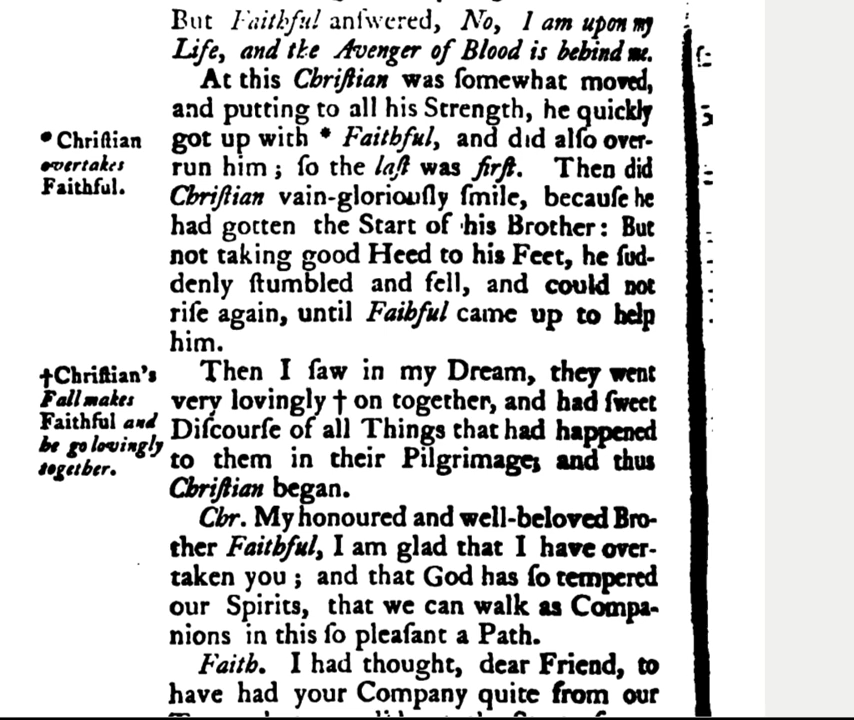 But Faithful anſwered, No, I am upon my
Life, and the Avenger of Blood is behind me.
At this Chriſtian was ſomewhat moved,
and putting to all his Strength, he quickly
got up with * Faithful, and did alſo over-
run him; ſo the laſt was firſt. Then did
Chriſtian vain-gloriouſly ſmile, becauſe he
had gotten the Start of his Brother: But
not taking good Heed to his Feet, he ſud-
denly ſtumbled and fell, and could not
riſe again, until Faihful came up to help
him.
* Chriſtian
overtakes
Faithful.
Then I ſaw in my Dream, they went
very lovingly † on together, and had ſweet
Diſcourſe of all Things that had happened
to them in their Pilgrimage; and thus
Chriſtian began.
†Chriſtian's
Fall makes
Faithful and
he go lovingly
together.
Chr. My honoured and well-beloved Bro-
ther Faithful, I am glad that I have over-
taken you; and that God has ſo tempered
our Spirits, that we can walk as Compa-
nions in this ſo pleaſant a Path.
Faith. I had thought, dear Friend, to
have had your Company quite from our